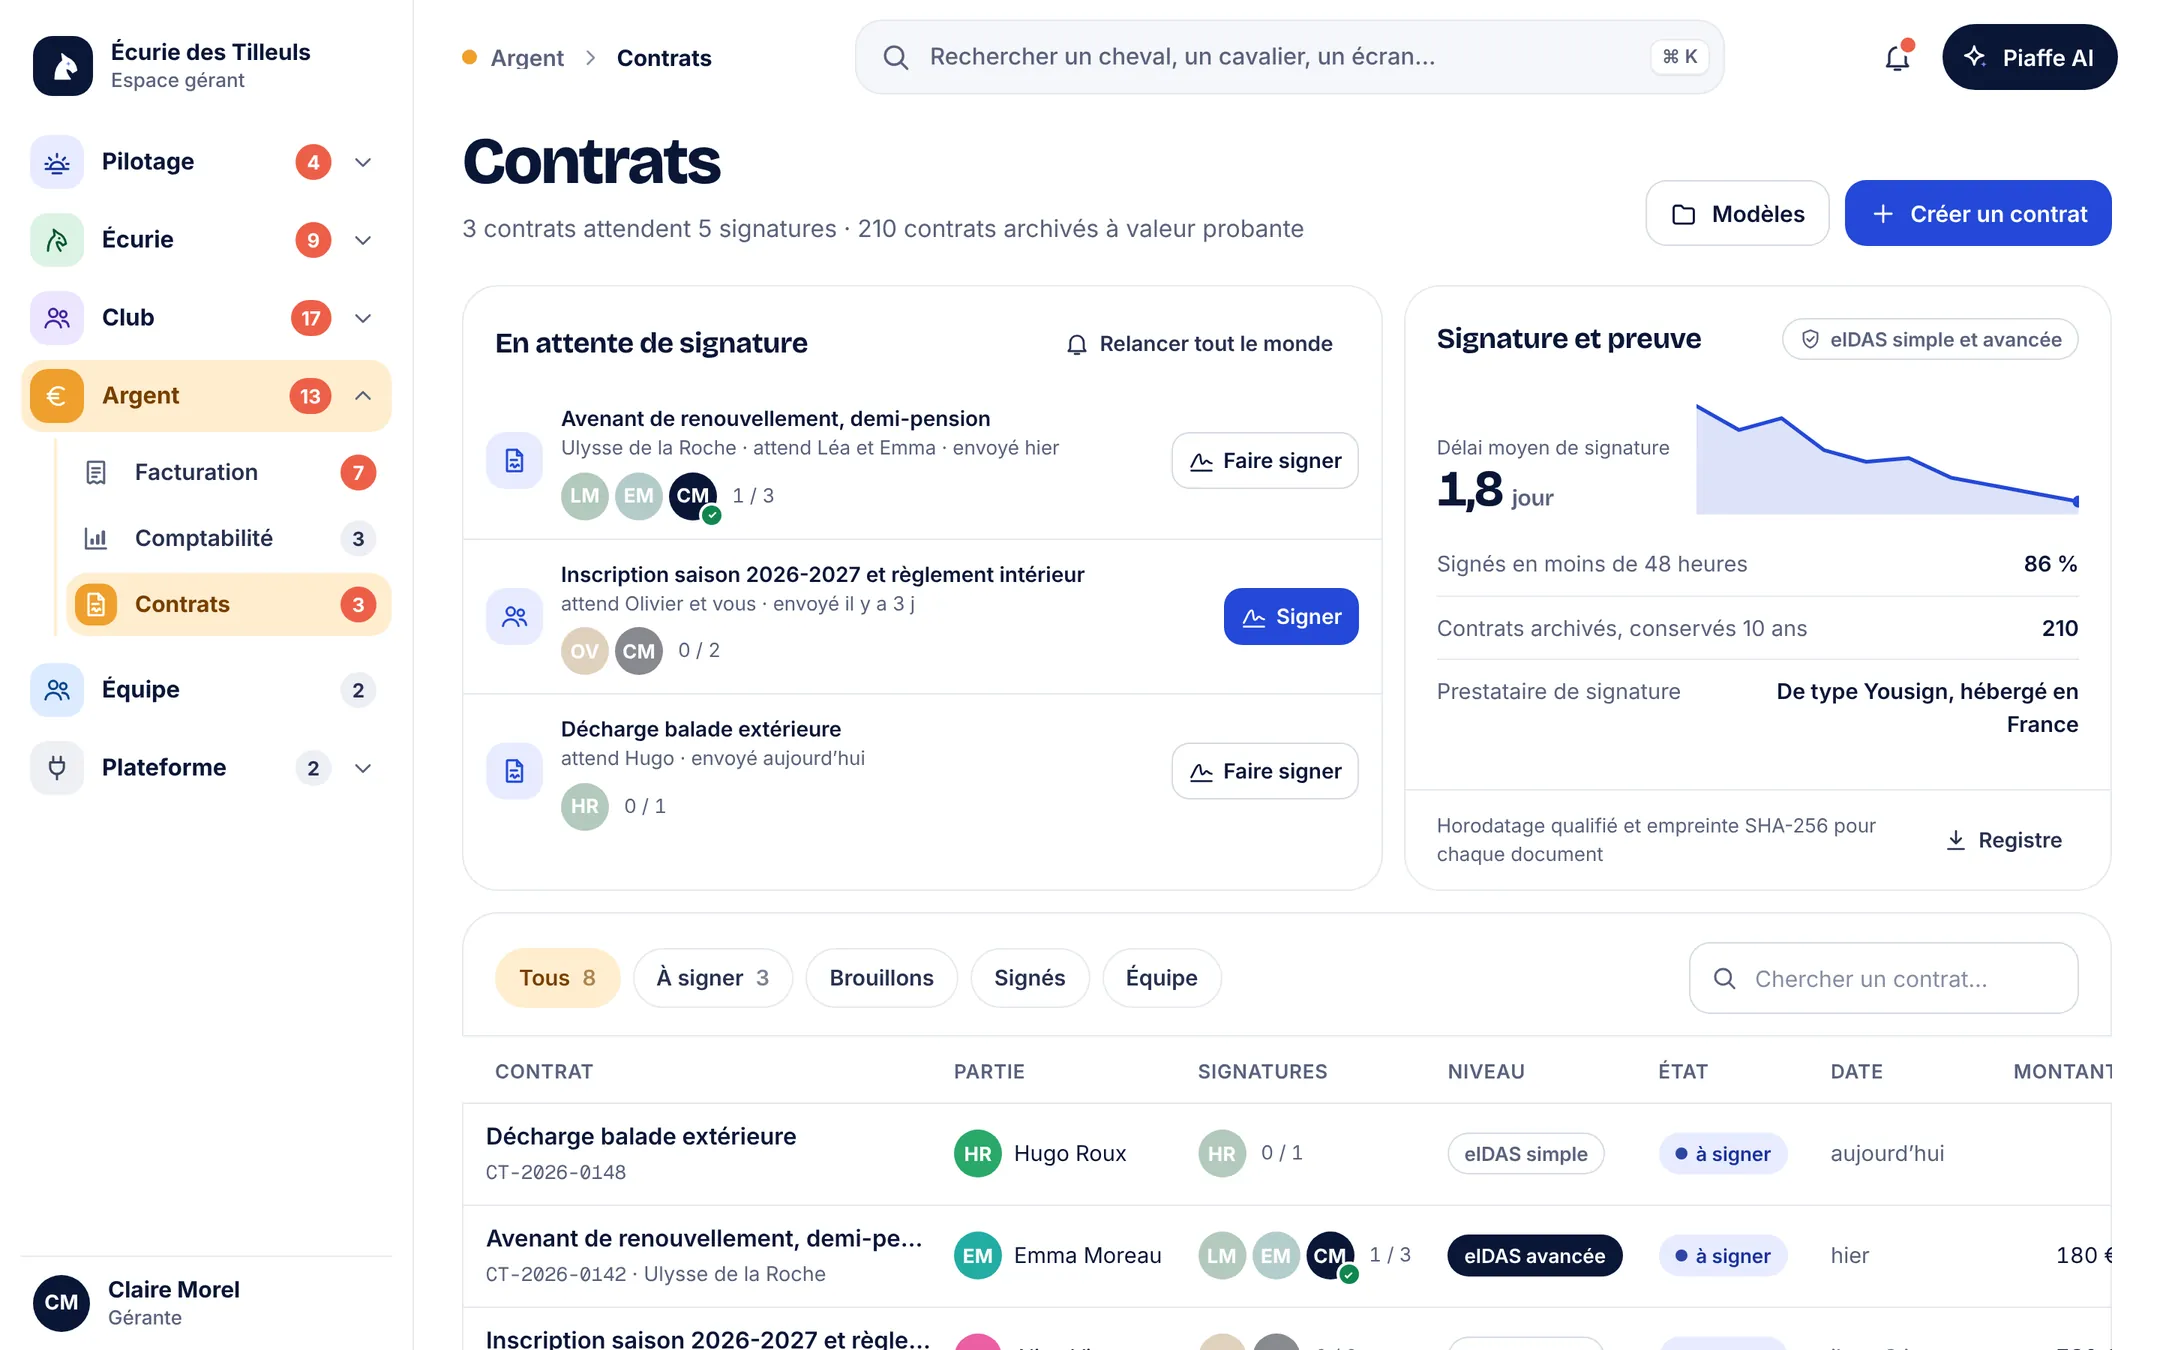 Écurie des Tilleuls
Espace gérant
Pilotage 4
Écurie 9
Club 17
Argent 13
Facturation 7
Comptabilité 3
Contrats 3
Équipe 2
Plateforme 2
CM
Claire Morel
Gérante
Argent > Contrats
Rechercher un cheval, un cavalier, un écran…
⌘ K
Piaffe AI
Contrats
3 contrats attendent 5 signatures · 210 contrats archivés à valeur probante
Modèles
+ Créer un contrat
En attente de signature
Relancer tout le monde
Avenant de renouvellement, demi-pension
Ulysse de la Roche · attend Léa et Emma · envoyé hier
LM EM CM 1 / 3
Faire signer
Inscription saison 2026-2027 et règlement intérieur
attend Olivier et vous · envoyé il y a 3 j
OV CM 0 / 2
Signer
Décharge balade extérieure
attend Hugo · envoyé aujourd’hui
HR 0 / 1
Faire signer
Signature et preuve
eIDAS simple et avancée
Délai moyen de signature
1,8 jour
Signés en moins de 48 heures 86 %
Contrats archivés, conservés 10 ans 210
Prestataire de signature De type Yousign, hébergé en
France
Horodatage qualifié et empreinte SHA-256 pour
chaque document
Registre
Tous 8 À signer 3 Brouillons Signés Équipe
Chercher un contrat…
CONTRAT PARTIE SIGNATURES NIVEAU ÉTAT DATE MONTANT
Décharge balade extérieure
CT-2026-0148
HR Hugo Roux HR 0 / 1 eIDAS simple à signer aujourd’hui
Avenant de renouvellement, demi-pe…
CT-2026-0142 · Ulysse de la Roche
EM Emma Moreau LM EM CM 1 / 3 eIDAS avancée à signer hier 180 €
Inscription saison 2026-2027 et règle…